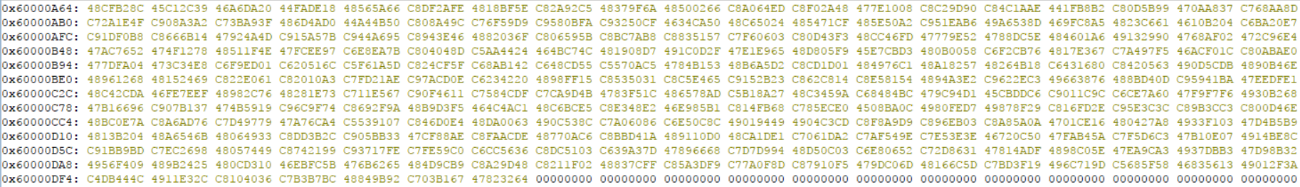 0x60000A64: 48CFB28C 45C12C39 46A6DA20 44FADE18 48565A66 C8DF2AFE 4818BF5E C82A92C5 48379F6A 48500266 C8A064ED C8F02A48 477E1008 C8C29D90 C84C1AAE 441FB8B2 C80D5B99 470AA837 C768AA8D
0x60000AB0: C72A1E4F C908A3A2 C73BA93F 486D4AD0 44A44B50 C808A49C C76F59D9 C9580BFA C93250CF 4634CA50 48C65024 485471CF 485E50A2 C951EAB6 49A6538D 469FC8A5 4823C661 4610B204 C6BA20E7
0x60000AFC: C91DF0B8 C8666B14 47924A4D C915A57B C944A695 C8943E46 4882036F C806595B C8BC7AB8 C8835157 C7F60603 C80D43F3 48CC46FD 47779E52 4788DC5E 484601A6 49132990 4768AF02 472C96E4
0x60000B48: 47AC7652 474F1278 48511F4E 47FCEE97 C6E8EA7B C804048D C5AA4424 464BC74C 481908D7 491C0D2F 47E1E965 48D805F9 45E7CBD3 480B0058 C6F2CB76 4817E367 C7A497F5 46ACF01C C80ABAE0
0x60000B94: 477DFA04 473C34E8 C6F9ED01 C620516C C5F61A5D C824CF5F C68AB142 C648CD55 C5570AC5 4784B153 48B6A5D2 C8CD1D01 484976C1 48A18257 48264B18 C6431680 C8420563 490D5CDB 4890B46E
0x60000BE0: 48961268 48152469 C822E061 C82010A3 C7FD21AE C97ACD0E C6234220 4898FF15 C8535031 C8C5E465 C9152B23 C862C814 C8E58154 4894A3E2 C9622EC3 49663876 488BD40D C95941BA 47EEDFE1
0x60000C2C: 48C42CDA 46FE7EEF 48982C76 48281E73 C711E567 C90F4611 C7584CDF C7CA9D4B 4783F51C 486578AD C5B18A27 48C3459A C68484BC 479C94D1 45CBDDC6 C9011C9C C6CE7A60 47F9F7F6 4930B268
0x60000C78: 47B16696 C907B137 474B5919 C96C9F74 C8692F9A 48B9D3F5 464C4AC1 48C6BCE5 C8E348E2 46E985B1 C814FB68 C785ECE0 4508BA0C 4980FED7 49878F29 C816FD2E C95E3C3C C89B3CC3 C800D46E
0x60000CC4: 48BC0E7A C8A6AD76 C7D49779 47A76CA4 C5539107 C846D0E4 48DA0063 490C538C C7A06086 C6E50C8C 49019449 4904C3CD C8F8A9D9 C896EB03 C8A85A0A 4701CE16 480427A8 4933F103 47D4B5B9
0x60000D10: 4813B204 48A6546B 48064933 C8DD3B2C C905BB33 47CF88AE C8FAACDE 48770AC6 C8BBD41A 489110D0 48CA1DE1 C7061DA2 C7AF549E C7E53E3E 46720C50 47FAB45A C7F5D6C3 47B10E07 4914BE8C
0x60000D5C: C91BB9BD C7EC2698 48057449 C8742199 C93717FE C7FE59C0 C6CC5636 C8DC5103 C639A37D 47896668 C7D7D994 48D50C03 C6E80652 C72D8631 47814ADF 4898C05E 47EA9CA3 4937DBB3 47D98B32
0x60000DA8: 4956F409 489B2425 480CD310 46EBFC5B 476B6265 484D9CB9 C8A29D48 C8211F02 48837CFF C85A3DF9 C77A0F8D C87910F5 479DC06D 48166C5D C7BD3F19 496C719D C5685F58 46835613 49012F3A
0x60000DF4: C4DB444C 4911E32C C8104036 C7B3B7BC 48849B92 C703B167 47823264 00000000 00000000 00000000 00000000 00000000 00000000 00000000 00000000 00000000 00000000 00000000 00000000